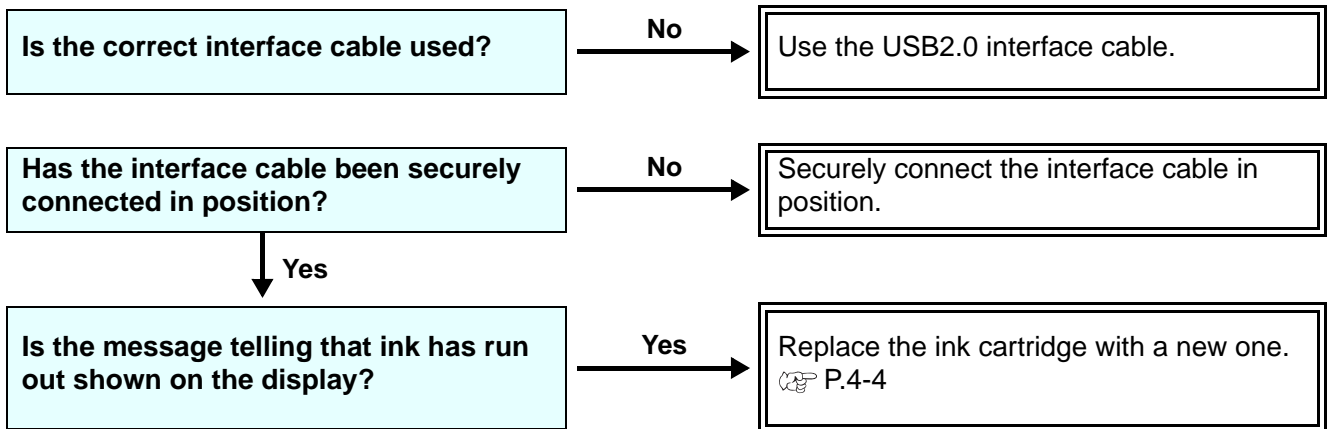 Is the correct interface cable used?
No
Use the USB2.0 interface cable.
Has the interface cable been securely
connected in position?
No
Securely connect the interface cable in
position.
Yes
Is the message telling that ink has run
out shown on the display?
Yes
Replace the ink cartridge with a new one.
☞ P.4-4